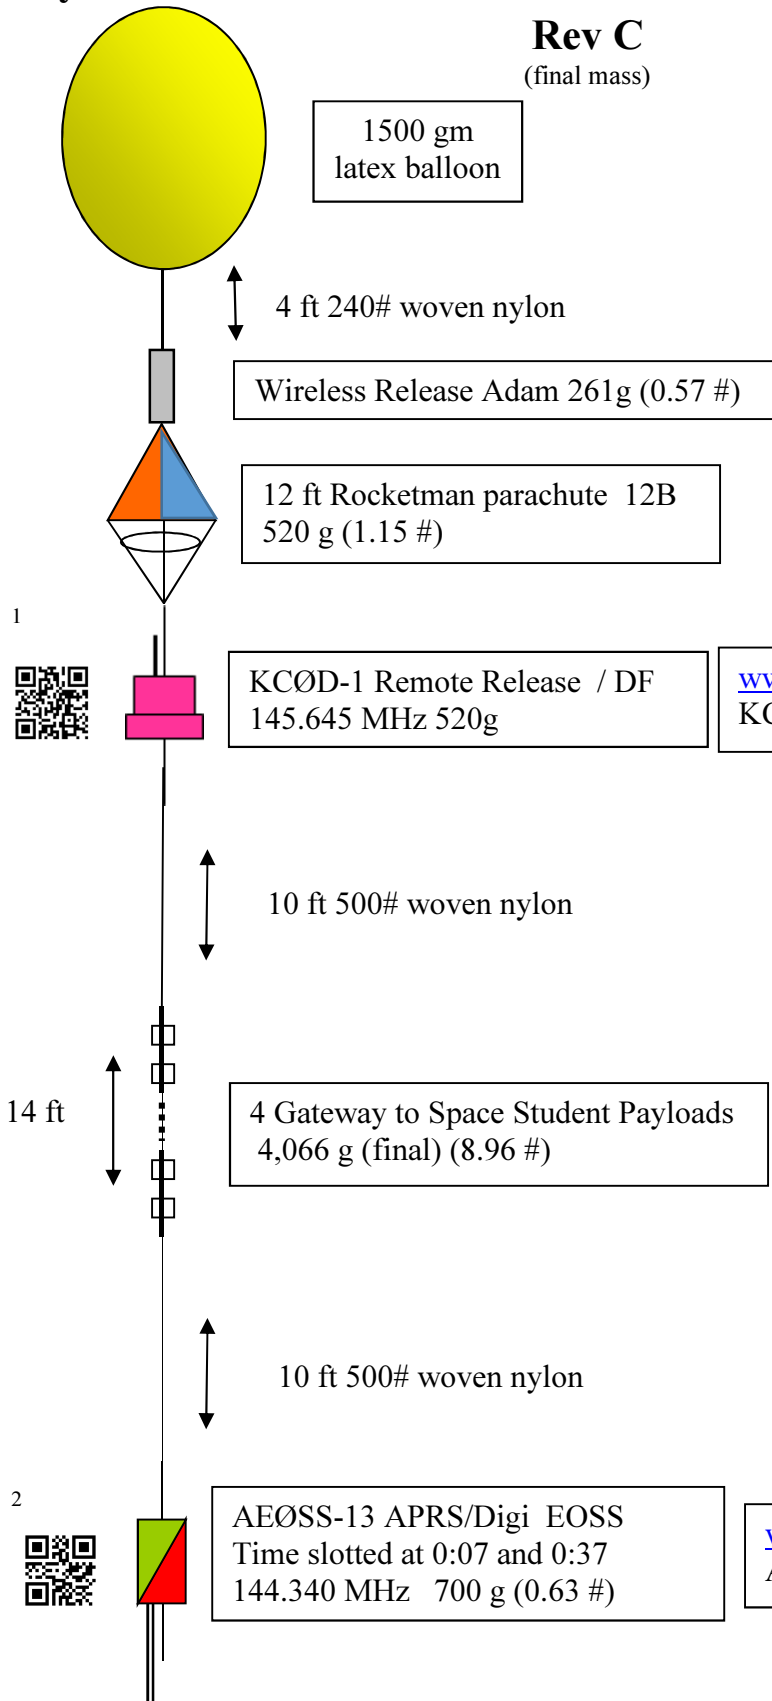 Rev C
(final mass)
1500 gm
latex balloon
4 ft 240# woven nylon
Wireless Release Adam 261g (0.57 #)
12 ft Rocketman parachute 12B
520 g (1.15 #)
1
KCØD-1 Remote Release / DF
145.645 MHz 520g
10 ft 500# woven nylon
14 ft
4 Gateway to Space Student Payloads
4,066 g (final) (8.96 #)
10 ft 500# woven nylon
2
AEØSS-13 APRS/Digi EOSS
Time slotted at 0:07 and 0:37
144.340 MHz 700 g (0.63 #)